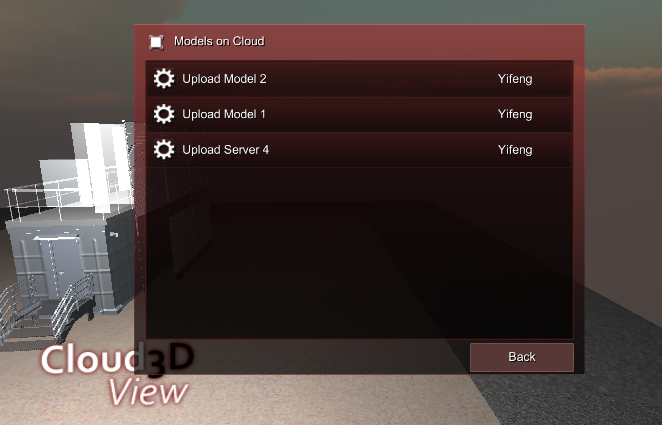 Models on Cloud
Upload Model 2 Yifeng
Upload Model 1 Yifeng
Upload Server 4 Yifeng
Back
Cloud3D
View